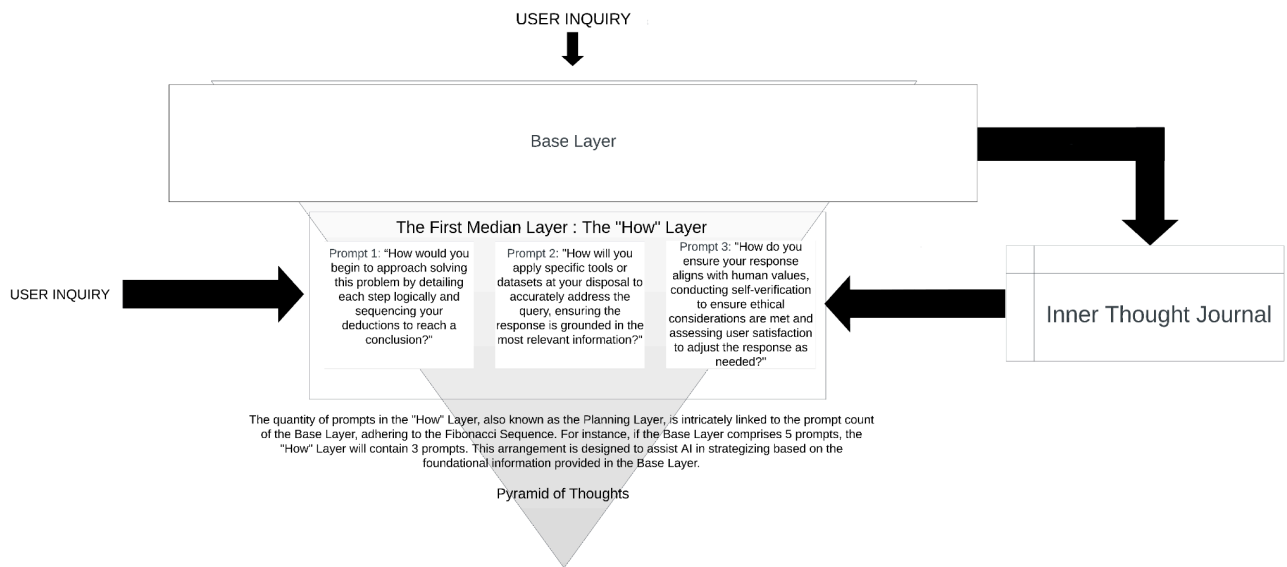 USER INQUIRY
Base Layer
The First Median Layer : The "How" Layer
Prompt 1: “How would you
begin to approach solving
this problem by detailing
each step logically and
sequencing your
deductions to reach a
conclusion?"
Prompt 2: "How will you
apply specific tools or
datasets at your disposal to
accurately address the
query, ensuring the
response is grounded in the
most relevant information?"
Prompt 3: "How do you
ensure your response
aligns with human values,
conducting self-verification
to ensure ethical
considerations are met and
assessing user satisfaction
to adjust the response as
needed?"
USER INQUIRY
Inner Thought Journal
The quantity of prompts in the "How" Layer, also known as the Planning Layer, is intricately linked to the prompt count
of the Base Layer, adhering to the Fibonacci Sequence. For instance, if the Base Layer comprises 5 prompts, the
"How" Layer will contain 3 prompts. This arrangement is designed to assist AI in strategizing based on the
foundational information provided in the Base Layer.
Pyramid of Thoughts